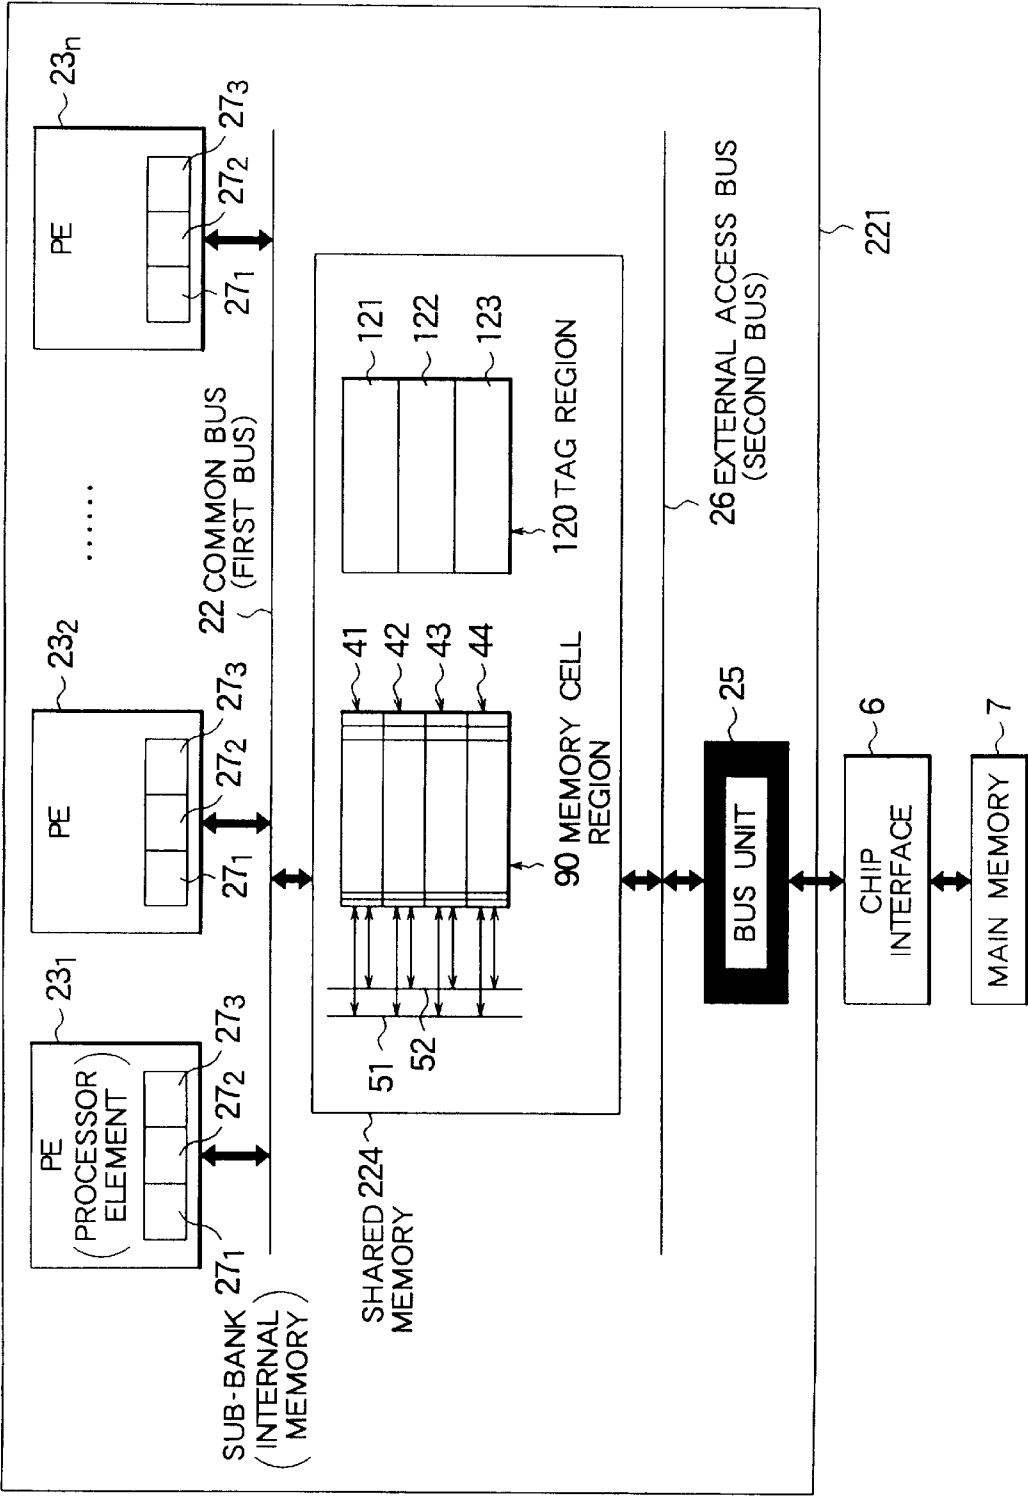 PE
(PROCESSOR
ELEMENT)
23₁
27₁
27₂
27₃
SUB-BANK
(INTERNAL
MEMORY)
PE
23₂
27₁
27₂
27₃
......
PE
23n
27₁
27₂
27₃
22 COMMON BUS
(FIRST BUS)
SHARED 224
MEMORY
51
52
41
42
43
44
90 MEMORY CELL
REGION
121
122
123
120 TAG REGION
26 EXTERNAL ACCESS BUS
(SECOND BUS)
BUS UNIT
25
221
CHIP
INTERFACE
6
MAIN MEMORY
7